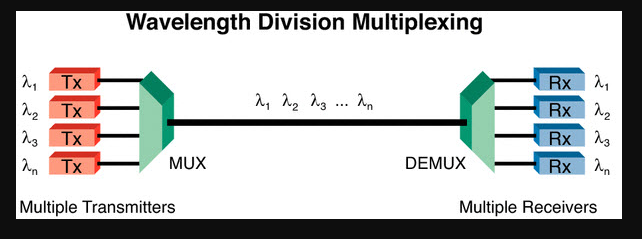 Wavelength Division Multiplexing
λ1 Tx
λ2 Tx
λ3 Tx
λn Tx
MUX
λ1 λ2 λ3 ... λn
DEMUX
Rx λ1
Rx λ2
Rx λ3
Rx λn
Multiple Transmitters
Multiple Receivers